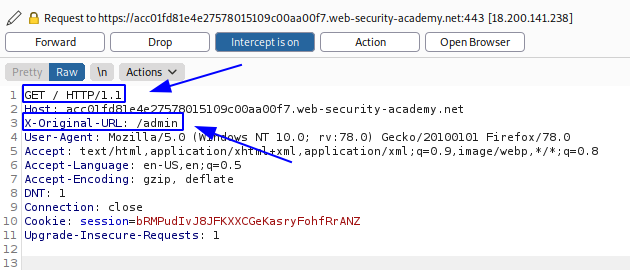 Request to https://acc01fd81e4e27578015109c00aa00f7.web-security-academy.net:443 [18.200.141.238]
Forward Drop Intercept is on Action Open Browser
Pretty Raw \n Actions
1 GET / HTTP/1.1
2 Host: acc01fd81e4e27578015109c00aa00f7.web-security-academy.net
3 X-Original-URL: /admin
4 User-Agent: Mozilla/5.0 (Windows NT 10.0; rv:78.0) Gecko/20100101 Firefox/78.0
5 Accept: text/html,application/xhtml+xml,application/xml;q=0.9,image/webp,*/*;q=0.8
6 Accept-Language: en-US,en;q=0.5
7 Accept-Encoding: gzip, deflate
8 DNT: 1
9 Connection: close
10 Cookie: session=bRMPudIvJ8JFKXXCGeKasryFohfRrANZ
11 Upgrade-Insecure-Requests: 1
12
13